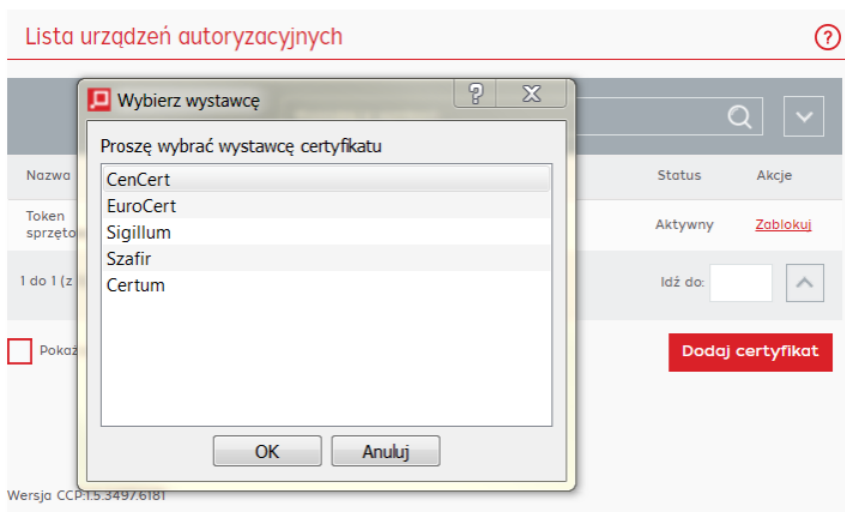 Lista urządzeń autoryzacyjnych
?
Wybierz wystawcę
?
Proszę wybrać wystawcę certyfikatu
CenCert
EuroCert
Sigillum
Szafir
Certum
OK Anuluj
Nazwa Status Akcje
Token
sprzęto Aktywny Zablokuj
1 do 1 (z Idź do:
Pokaż Dodaj certyfikat
Wersja CCP:1.5.3497.6181